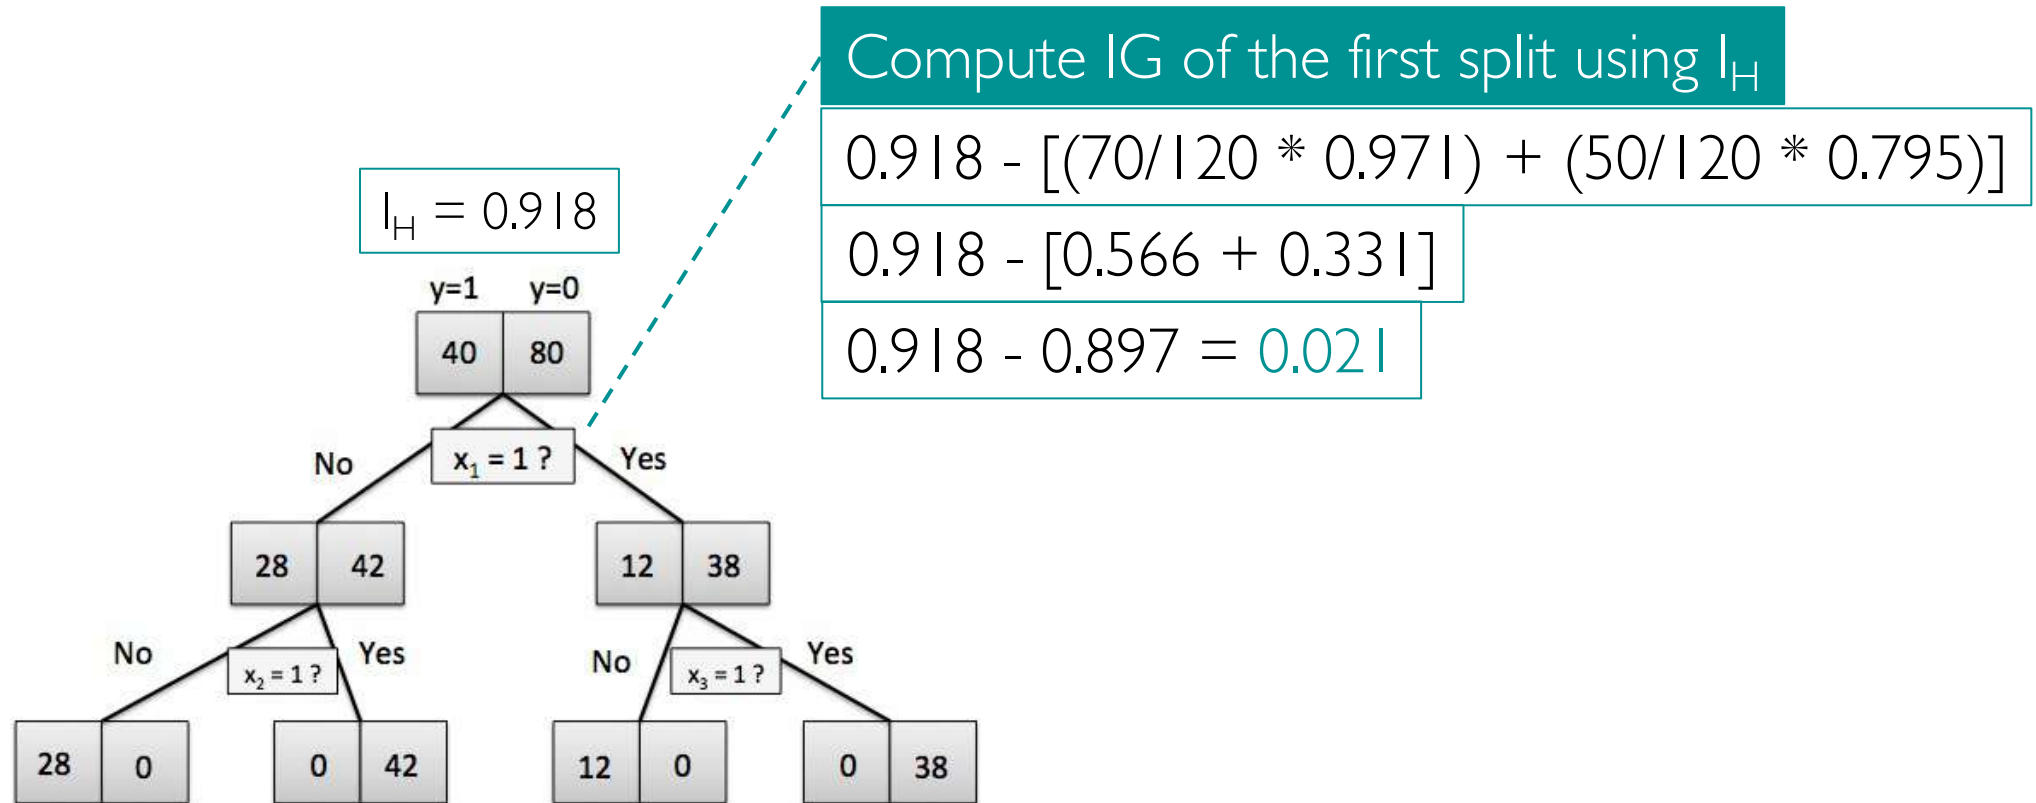 Compute IG of the first split using I_H
0.918 - [(70/120 * 0.971) + (50/120 * 0.795)]
I_H = 0.918
0.918 - [0.566 + 0.331]
0.918 - 0.897 = 0.021
y=1 y=0
40 80
No x₁ = 1 ? Yes
28 42 12 38
No x₂ = 1 ? Yes No x₃ = 1 ? Yes
28 0 0 42 12 0 0 38